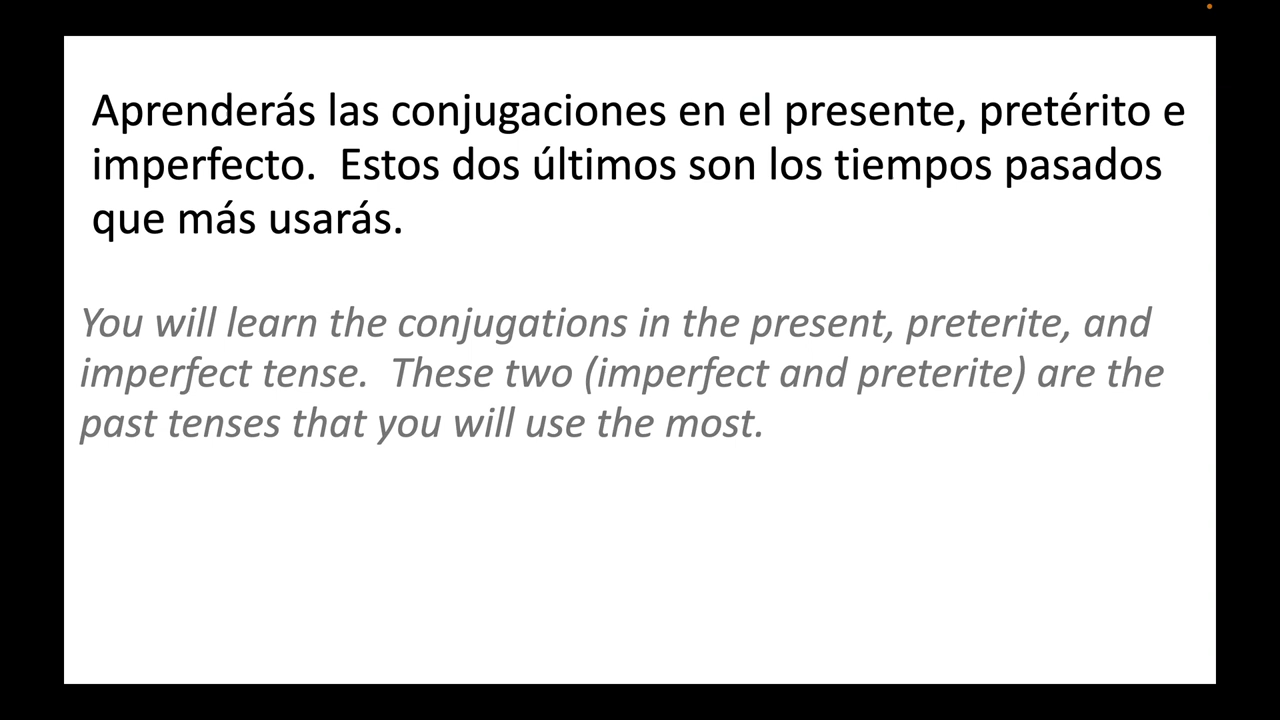 Aprenderás las conjugaciones en el presente, pretérito e
imperfecto.  Estos dos últimos son los tiempos pasados
que más usarás.
You will learn the conjugations in the present, preterite, and
imperfect tense.  These two (imperfect and preterite) are the
past tenses that you will use the most.